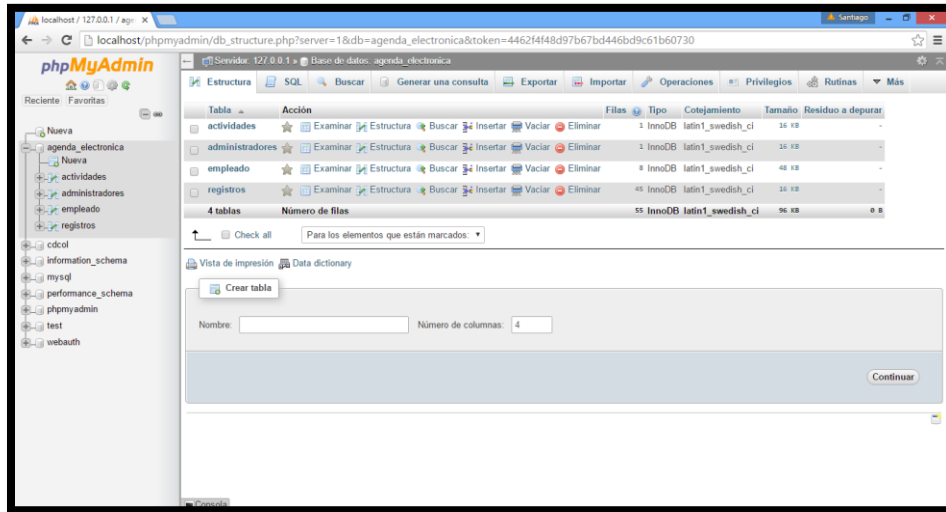 localhost / 127.0.0.1 / age
Santiago
localhost/phpmyadmin/db_structure.php?server=1&db=agenda_electronica&token=4462f4f48d97b67bd446bd9c61b60730
phpMyAdmin
Reciente Favoritas
Nueva
agenda_electronica
Nueva
actividades
administradores
empleado
registros
cdcol
information_schema
mysql
performance_schema
phpmyadmin
test
webauth
Servidor: 127.0.0.1 » Base de datos: agenda_electronica
Estructura SQL Buscar Generar una consulta Exportar Importar Operaciones Privilegios Rutinas Más
Tabla Acción Filas Tipo Cotejamiento Tamaño Residuo a depurar
actividades Examinar Estructura Buscar Insertar Vaciar Eliminar 1 InnoDB latin1_swedish_ci 16 KB -
administradores Examinar Estructura Buscar Insertar Vaciar Eliminar 1 InnoDB latin1_swedish_ci 16 KB -
empleado Examinar Estructura Buscar Insertar Vaciar Eliminar 8 InnoDB latin1_swedish_ci 48 KB -
registros Examinar Estructura Buscar Insertar Vaciar Eliminar 45 InnoDB latin1_swedish_ci 16 KB -
4 tablas Número de filas 55 InnoDB latin1_swedish_ci 96 KB 0 B
Check all Para los elementos que están marcados:
Vista de impresión Data dictionary
Crear tabla
Nombre: Número de columnas: 4
Continuar
Consola